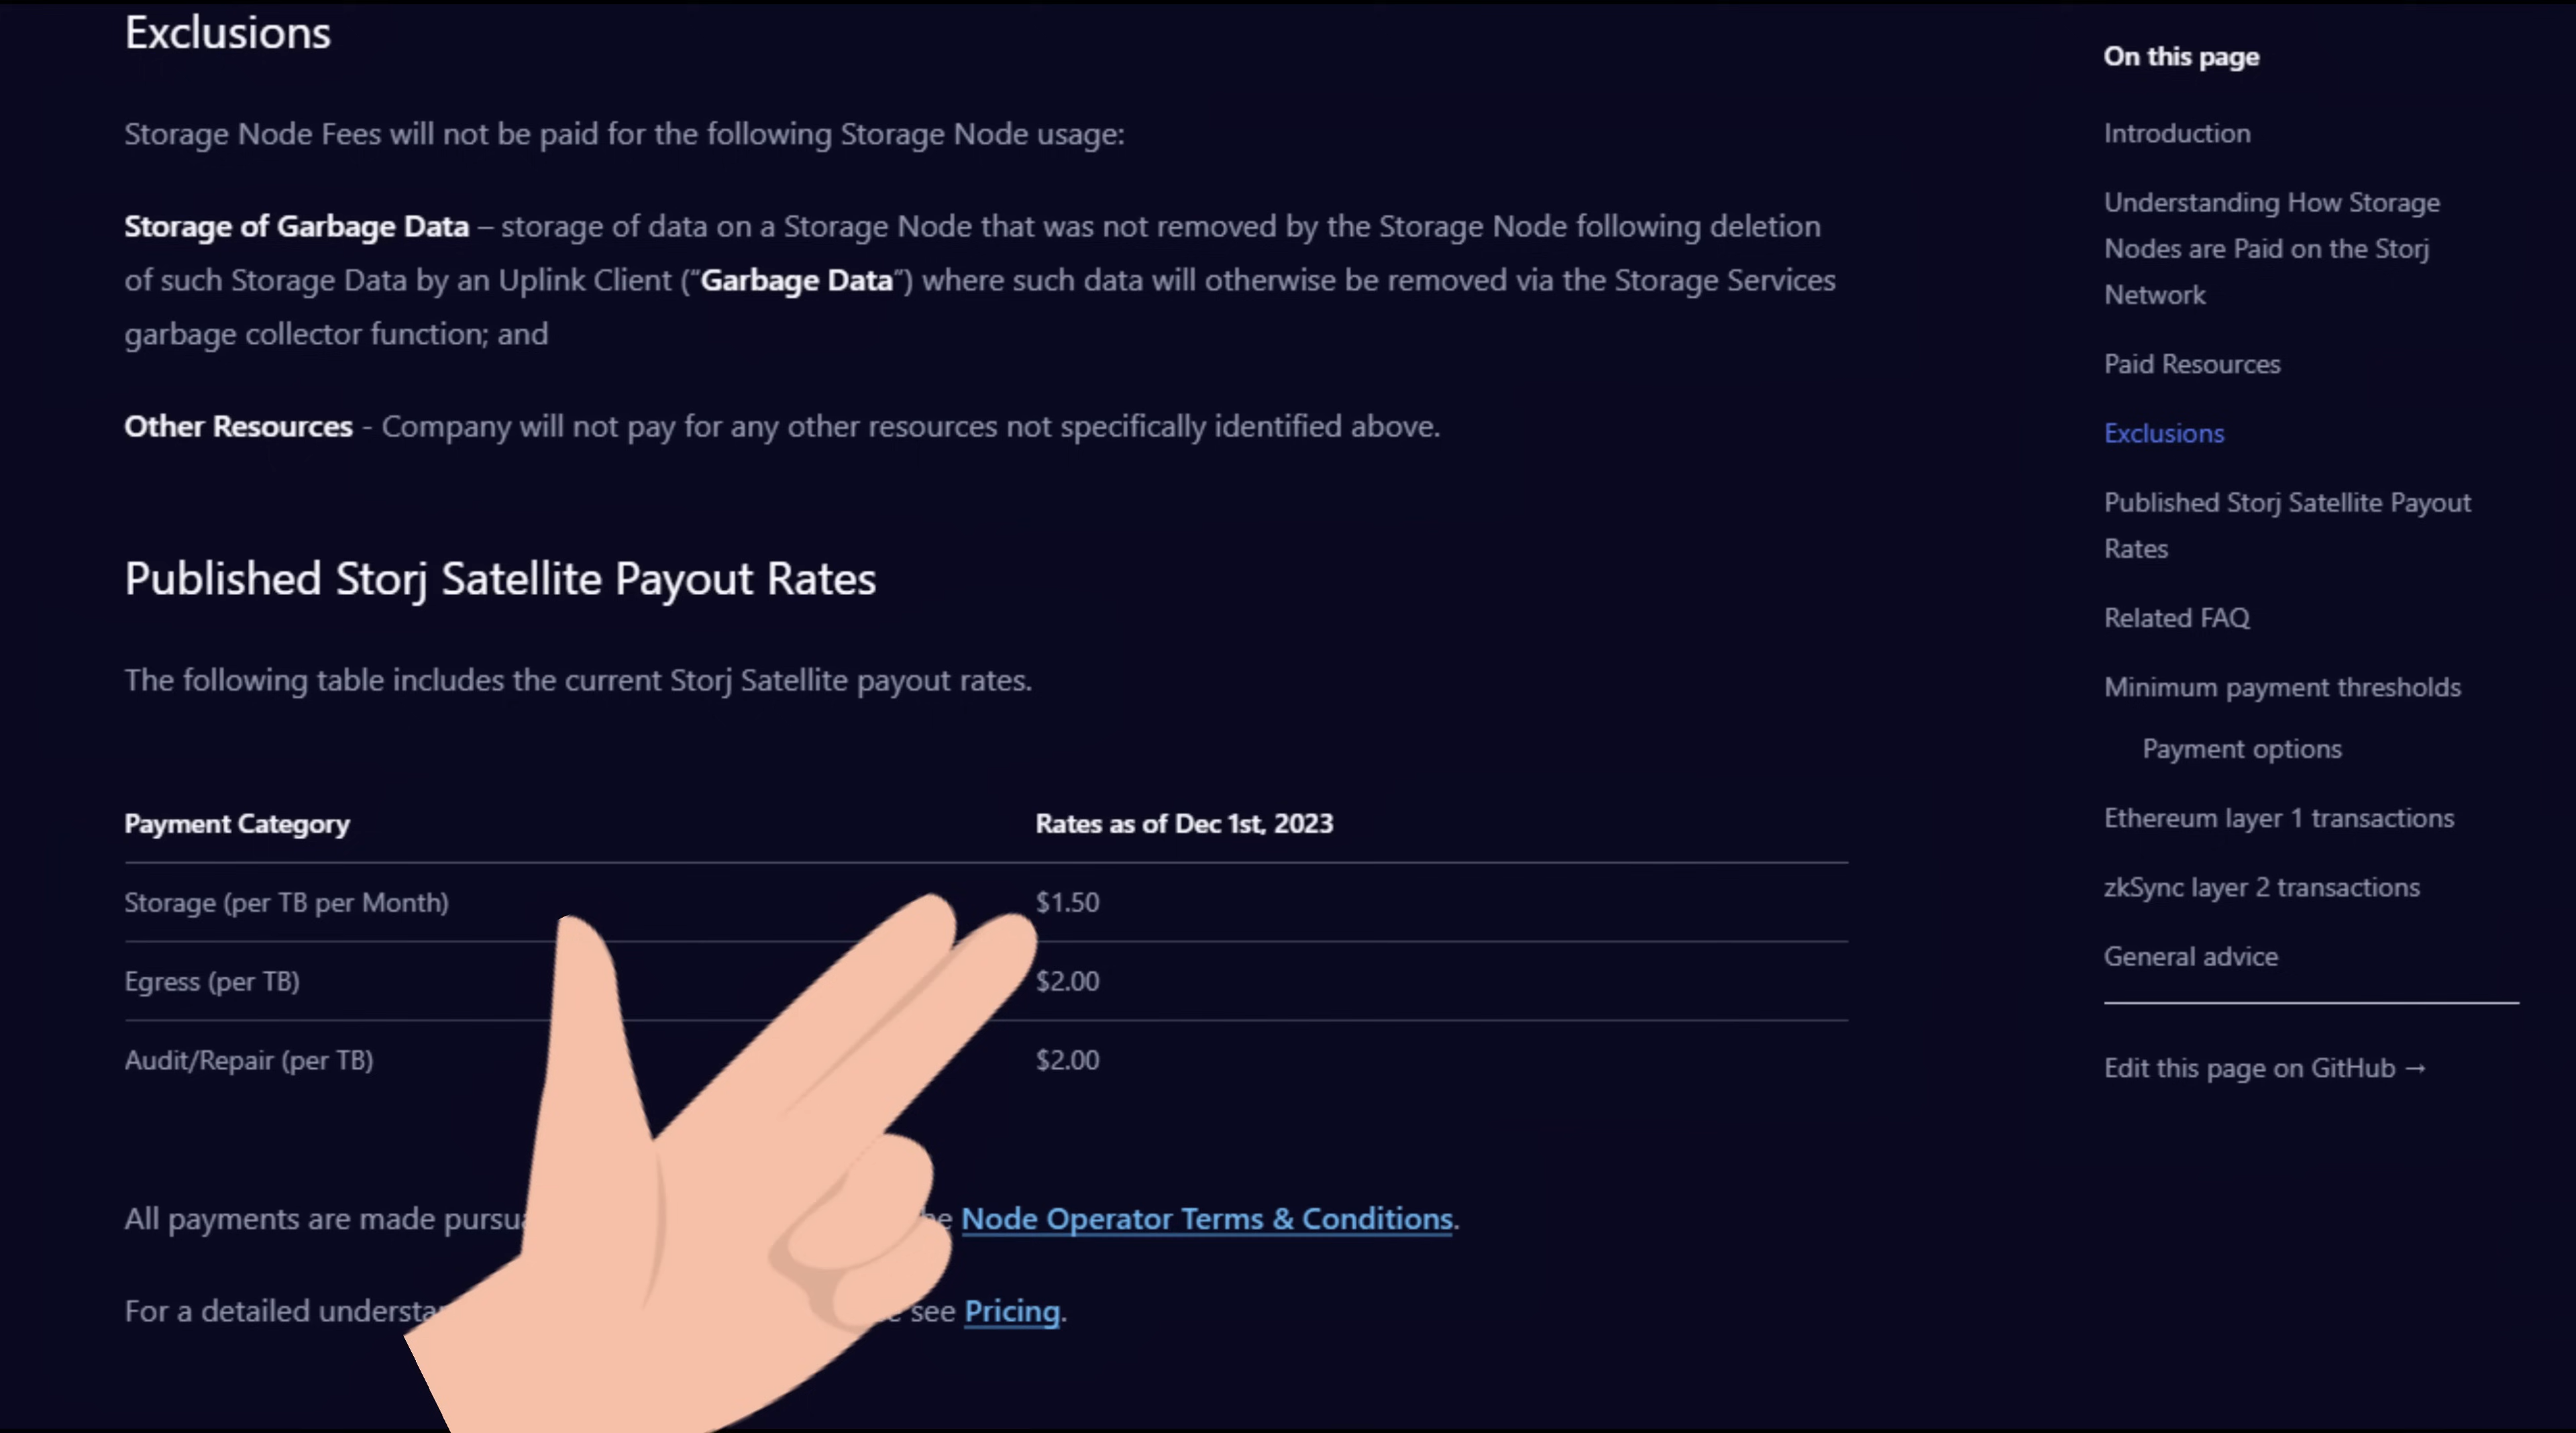 Exclusions
Storage Node Fees will not be paid for the following Storage Node usage:
Storage of Garbage Data – storage of data on a Storage Node that was not removed by the Storage Node following deletion
of such Storage Data by an Uplink Client (“Garbage Data”) where such data will otherwise be removed via the Storage Services
garbage collector function; and
Other Resources - Company will not pay for any other resources not specifically identified above.
Published Storj Satellite Payout Rates
The following table includes the current Storj Satellite payout rates.
Payment Category Rates as of Dec 1st, 2023
Storage (per TB per Month) $1.50
Egress (per TB) $2.00
Audit/Repair (per TB) $2.00
All payments are made Node Operator Terms & Conditions.
For a detailed see Pricing.
On this page
Introduction
Understanding How Storage
Nodes are Paid on the Storj
Network
Paid Resources
Exclusions
Published Storj Satellite Payout
Rates
Related FAQ
Minimum payment thresholds
Payment options
Ethereum layer 1 transactions
zkSync layer 2 transactions
General advice
Edit this page on GitHub →